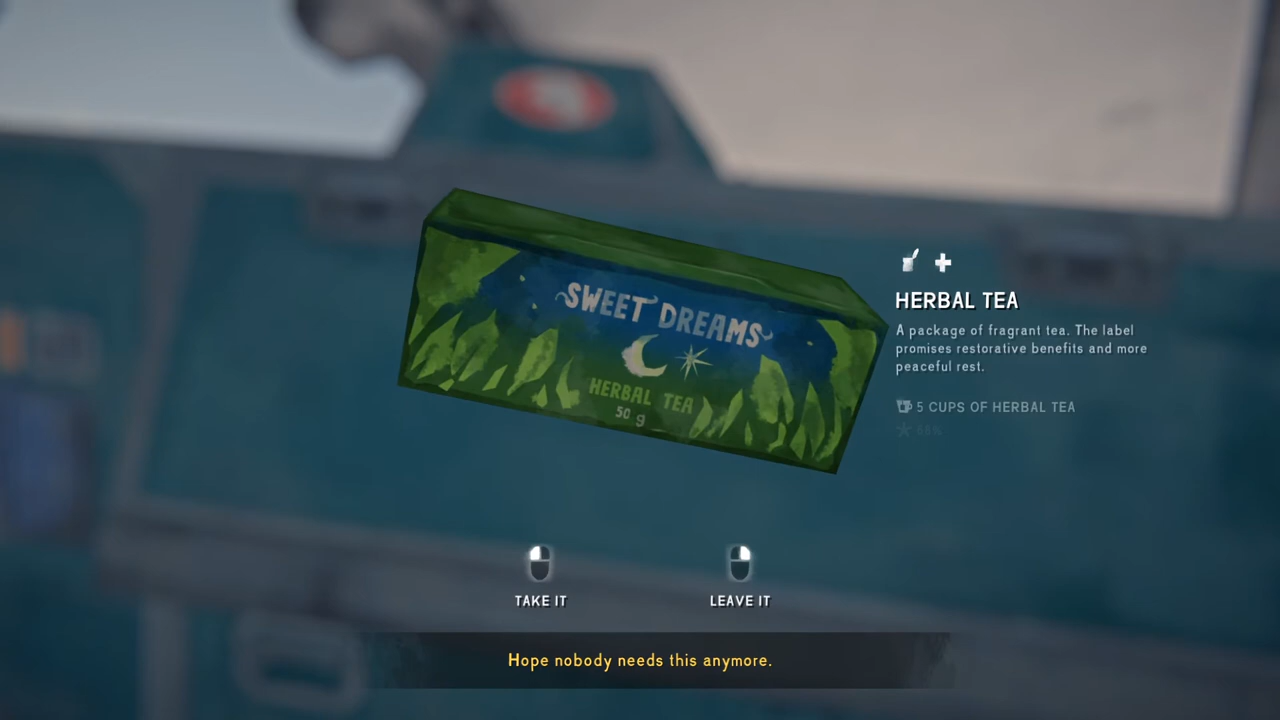 SWEET DREAMS
HERBAL TEA
50 g
HERBAL TEA
A package of fragrant tea. The label
promises restorative benefits and more
peaceful rest.
5 CUPS OF HERBAL TEA
68%
TAKE IT
LEAVE IT
Hope nobody needs this anymore.